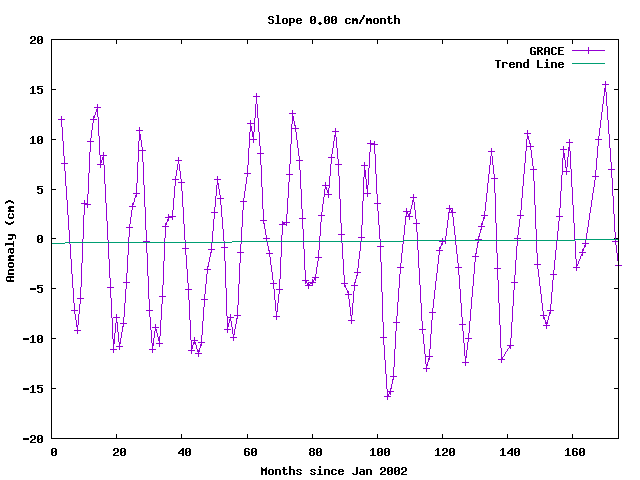 Slope 0.00 cm/month
GRACE
Trend Line
20
15
10
5
0
-5
-10
-15
-20
Anomaly (cm)
0 20 40 60 80 100 120 140 160
Months since Jan 2002